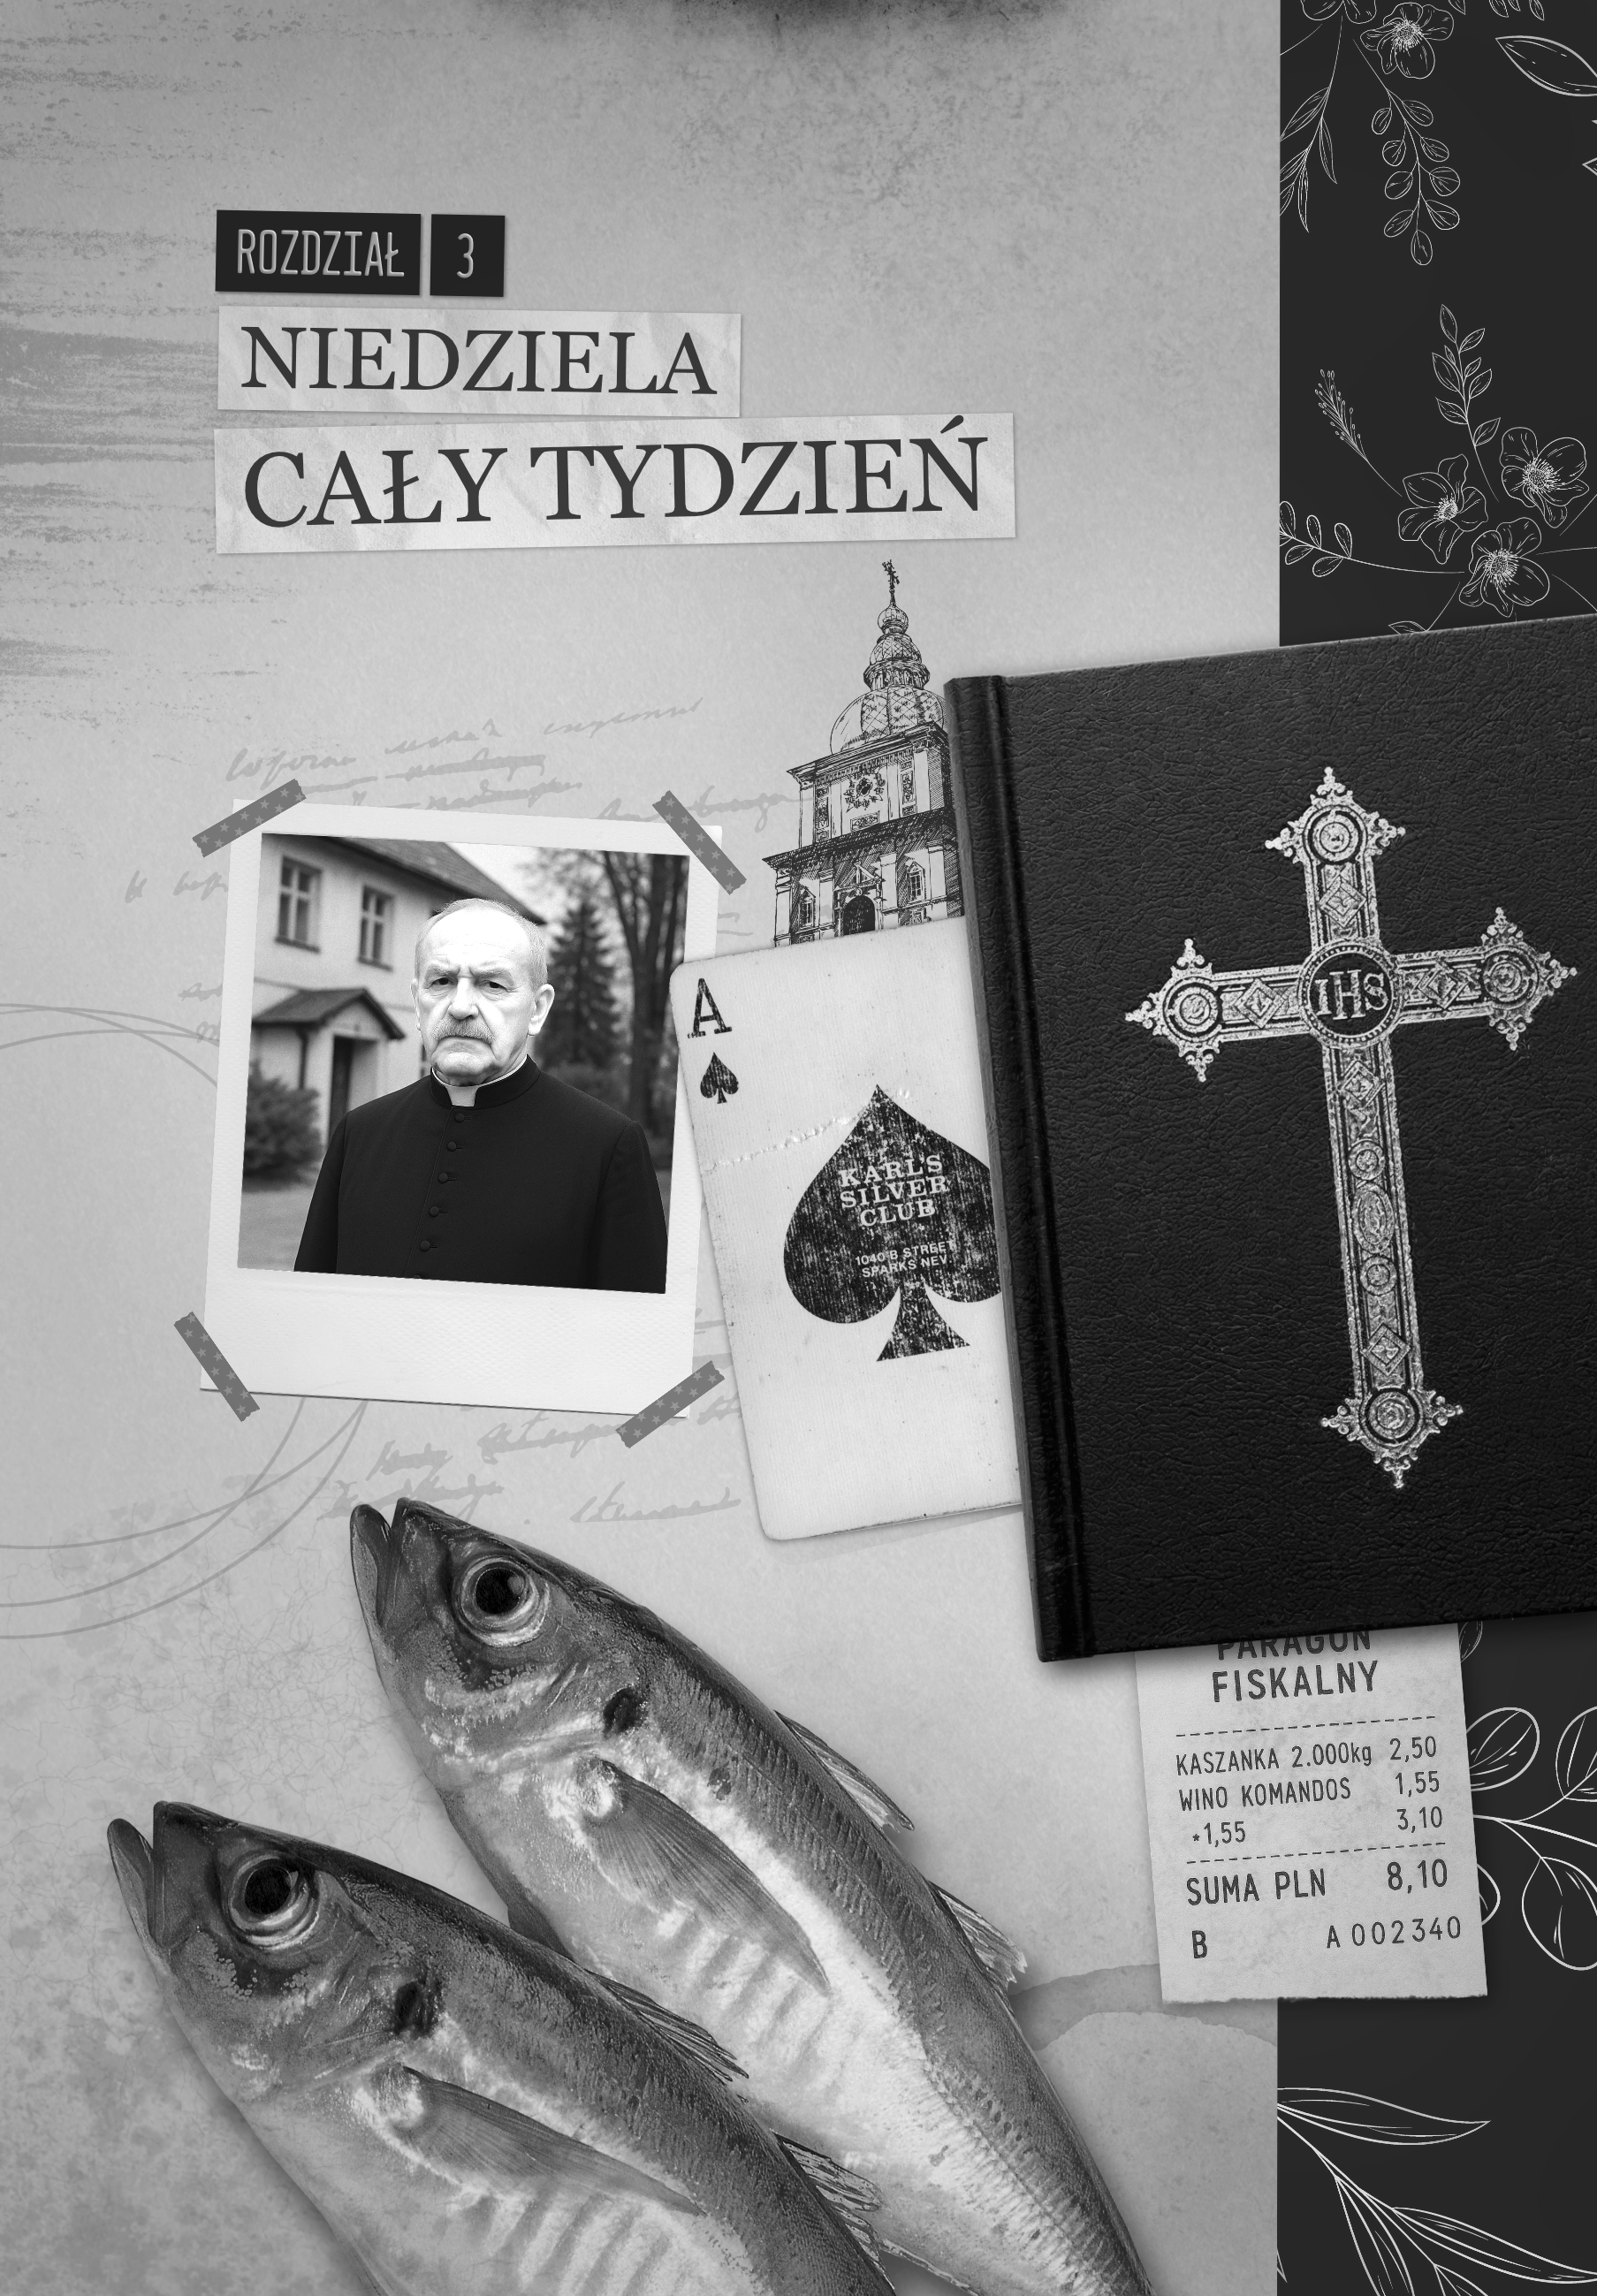 ROZDZIAŁ 3
NIEDZIELA
CAŁY TYDZIEŃ
A
KARL'S
SILVER
CLUB
1040 B STREET
SPARKS NEV.
IHS
PARAGON
FISKALNY
KASZANKA 2.000kg 2,50
WINO KOMANDOS 1,55
*1,55 3,10
SUMA PLN 8,10
B A 002340